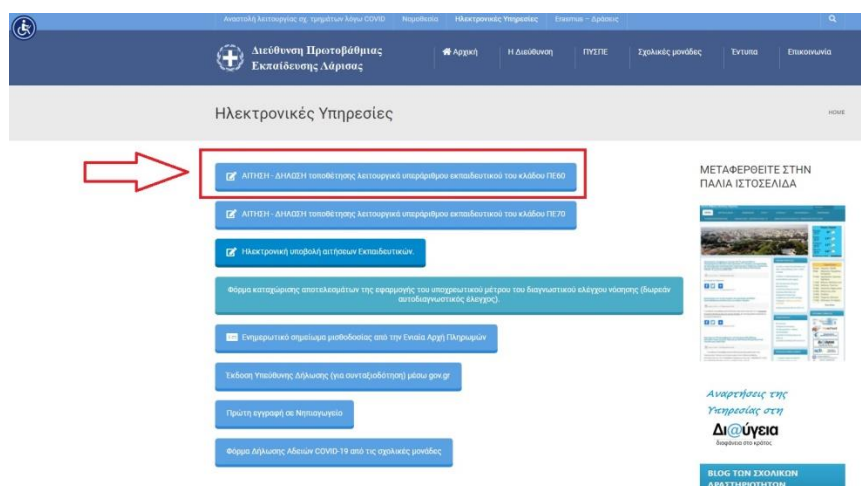 Αναστολή λειτουργίας σχ. τμημάτων λόγω COVID Νομοθεσία Ηλεκτρονικές Υπηρεσίες Erasmus – Δράσεις
Διεύθυνση Πρωτοβάθμιας
Εκπαίδευσης Λάρισας
Αρχική Η Διεύθυνση ΠΥΣΠΕ Σχολικές μονάδες Έντυπα Επικοινωνία
Ηλεκτρονικές Υπηρεσίες
HOME
ΑΙΤΗΣΗ - ΔΗΛΩΣΗ τοποθέτησης λειτουργικά υπεράριθμου εκπαιδευτικού του κλάδου ΠΕ60
ΑΙΤΗΣΗ - ΔΗΛΩΣΗ τοποθέτησης λειτουργικά υπεράριθμου εκπαιδευτικού του κλάδου ΠΕ70
Ηλεκτρονική υποβολή αιτήσεων Εκπαιδευτικών.
Φόρμα καταχώρισης αποτελεσμάτων της εφαρμογής του υποχρεωτικού μέτρου του διαγνωστικού ελέγχου νόσησης (δωρεάν
αυτοδιαγνωστικός έλεγχος).
Ενημερωτικό σημείωμα μισθοδοσίας από την Ενιαία Αρχή Πληρωμών
Έκδοση Υπεύθυνης Δήλωσης (για συνταξιοδότηση) μέσω gov.gr
Πρώτη εγγραφή σε Νηπιαγωγείο
Φόρμα Δήλωσης Αδειών COVID-19 από τις σχολικές μονάδες
ΜΕΤΑΦΕΡΘΕΙΤΕ ΣΤΗΝ
ΠΑΛΙΑ ΙΣΤΟΣΕΛΙΔΑ
Αναρτήσεις της
Υπηρεσίας στη
Δι@ύγεια
διαφάνεια στο κράτος
BLOG ΤΩΝ ΣΧΟΛΙΚΩΝ
ΔΡΑΣΤΗΡΙΟΤΗΤΩΝ